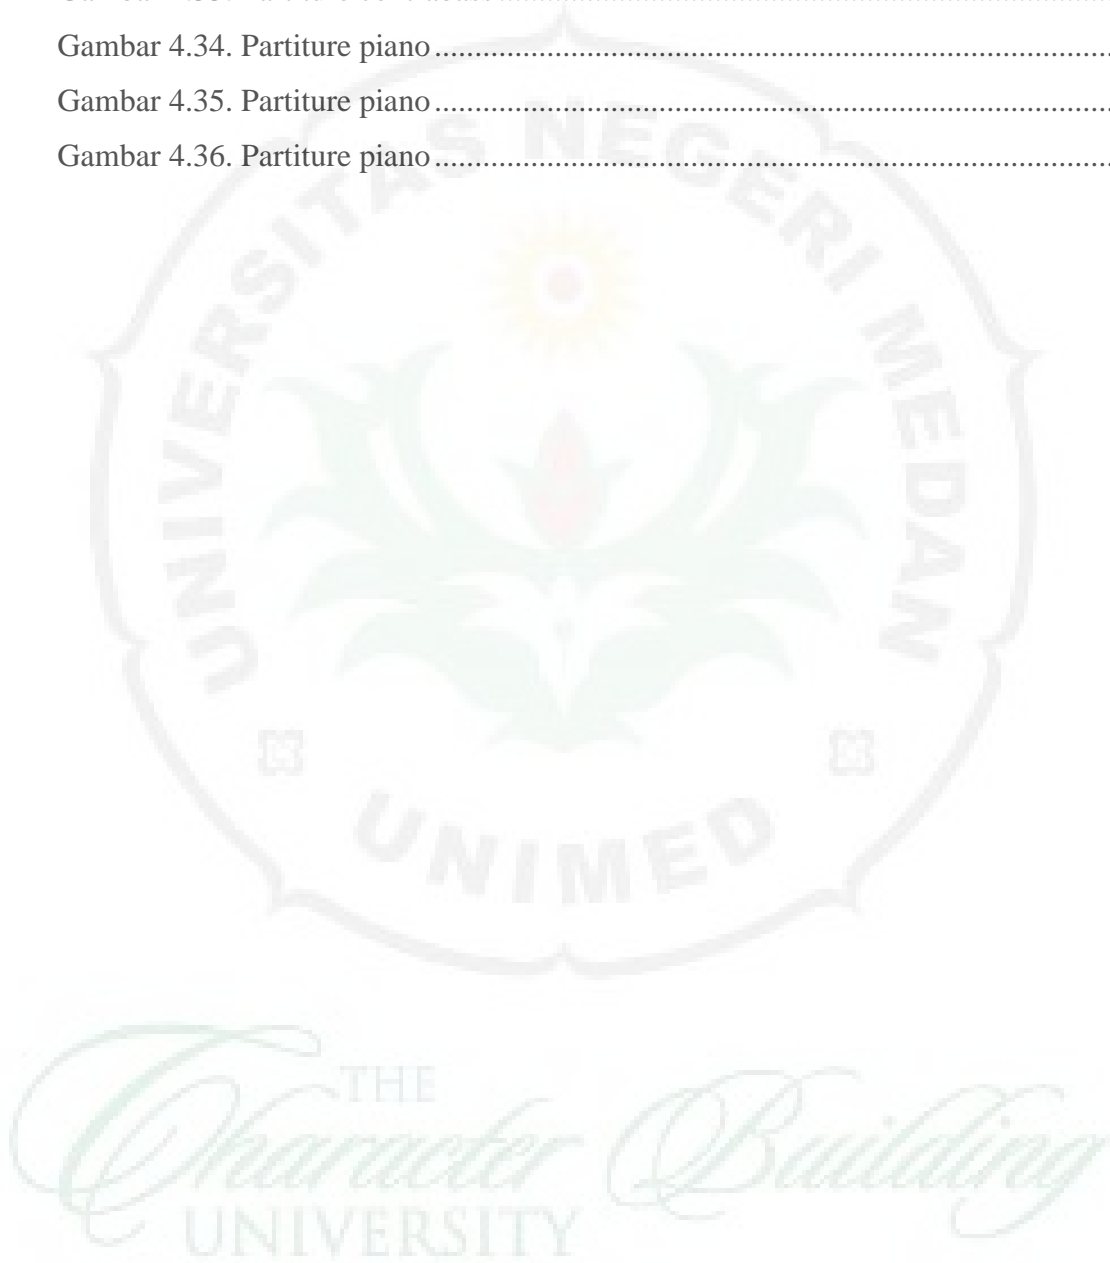 Gambar 4.34. Partiture piano
Gambar 4.35. Partiture piano
Gambar 4.36. Partiture piano
UNIVERSITAS NEGERI MEDAN
UNIMED
THE
Character Building
UNIVERSITY